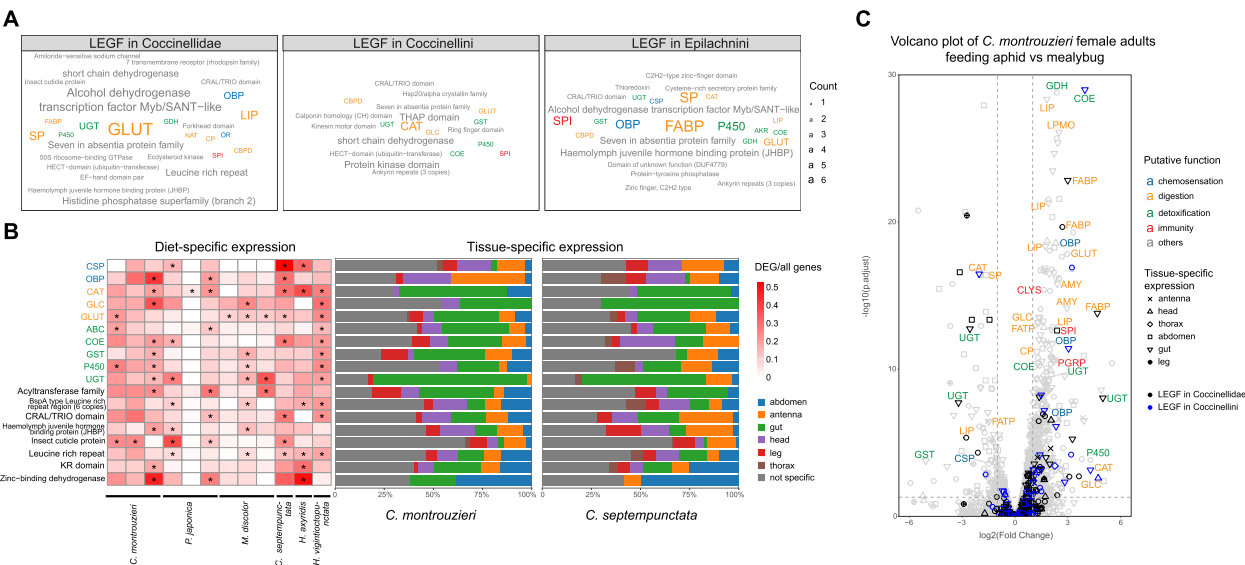 A
LEGF in Coccinellidae
Amiloride-sensitive sodium channel
7 transmembrane receptor (rhodopsin family)
short chain dehydrogenase
Insect cuticle protein
CRAL/TRIO domain
Alcohol dehydrogenase
OBP
transcription factor Myb/SANT-like
LIP
FABP
UGT
GLUT
GDH
Forkhead domain
SP
P450
NAT
CP
OR
Seven in absentia protein family
CBPD
50S ribosome-binding GTPase
Ecdysteroid kinase
SPI
HECT-domain (ubiquitin-transferase)
Leucine rich repeat
EF-hand domain pair
Haemolymph juvenile hormone binding protein (JHBP)
Histidine phosphatase superfamily (branch 2)
LEGF in Coccinellini
Hsp20/alpha crystallin family
CBPD
Seven in absentia protein family
GLUT
Calponin homology (CH) domain
THAP domain
GST
Kinesin motor domain
UGT
CAT
GLC
Ring finger domain
short chain dehydrogenase
P450
HECT-domain (ubiquitin-transferase)
COE
SPI
Protein kinase domain
Ankyrin repeats (3 copies)
LEGF in Epilachnini
C2H2-type zinc-finger domain
Thioredoxin
Cysteine-rich secretory protein family
CRAL/TRIO domain
UGT
CSP
SP
CAT
Alcohol dehydrogenase transcription factor Myb/SANT-like
SPI
GST
OBP
FABP
P450
LIP
CBPD
AKR
COE
Seven in absentia protein family
GDH
GLUT
Haemolymph juvenile hormone binding protein (JHBP)
Domain of unknown function (DUF4779)
Protein-tyrosine phosphatase
Ankyrin repeats (3 copies)
Zinc finger, C2H2 type
Count
a 1
a 2
a 3
a 4
a 5
a 6
B
Diet-specific expression
CSP
OBP
CAT
GLC
GLUT
ABC
COE
GST
P450
UGT
Acyltransferase family
BspA type Leucine rich
repeat region (6 copies)
CRAL/TRIO domain
Haemolymph juvenile hormone
binding protein (JHBP)
Insect cuticle protein
Leucine rich repeat
KR domain
Zinc-binding dehydrogenase
C. montrouzieri
P. japonica
M. discolor
C. septempunc-
tata
H. axyridis
H. vigintioctopu-
nctata
Tissue-specific expression
100% 75% 50% 25%
C. montrouzieri
100% 75% 50% 25%
C. septempunctata
DEG/all genes
0.5
0.4
0.3
0.2
0.1
0
abdomen
antenna
gut
head
leg
thorax
not specific
C
Volcano plot of C. montrouzieri female adults
feeding aphid vs mealybug
-log10(p adjust)
30
20
10
0
GDH
COE
LIP
LPMO
FABP
LIP
FABP
OBP
LIP
GLUT
CAT
SP
AMY
CLYS
AMY
FABP
GLC
LIP
FATP
SPI
UGT
OBP
CP
PGRP
COE
UGT
UGT
UGT
OBP
FATP
LIP
GST
CSP
P450
CAT
GLC
−6 −3 0 3 6
log2(Fold Change)
Putative function
a chemosensation
a digestion
a detoxification
a immunity
a others
Tissue-specific
expression
antenna
head
thorax
abdomen
gut
leg
LEGF in Coccinellidae
LEGF in Coccinellini